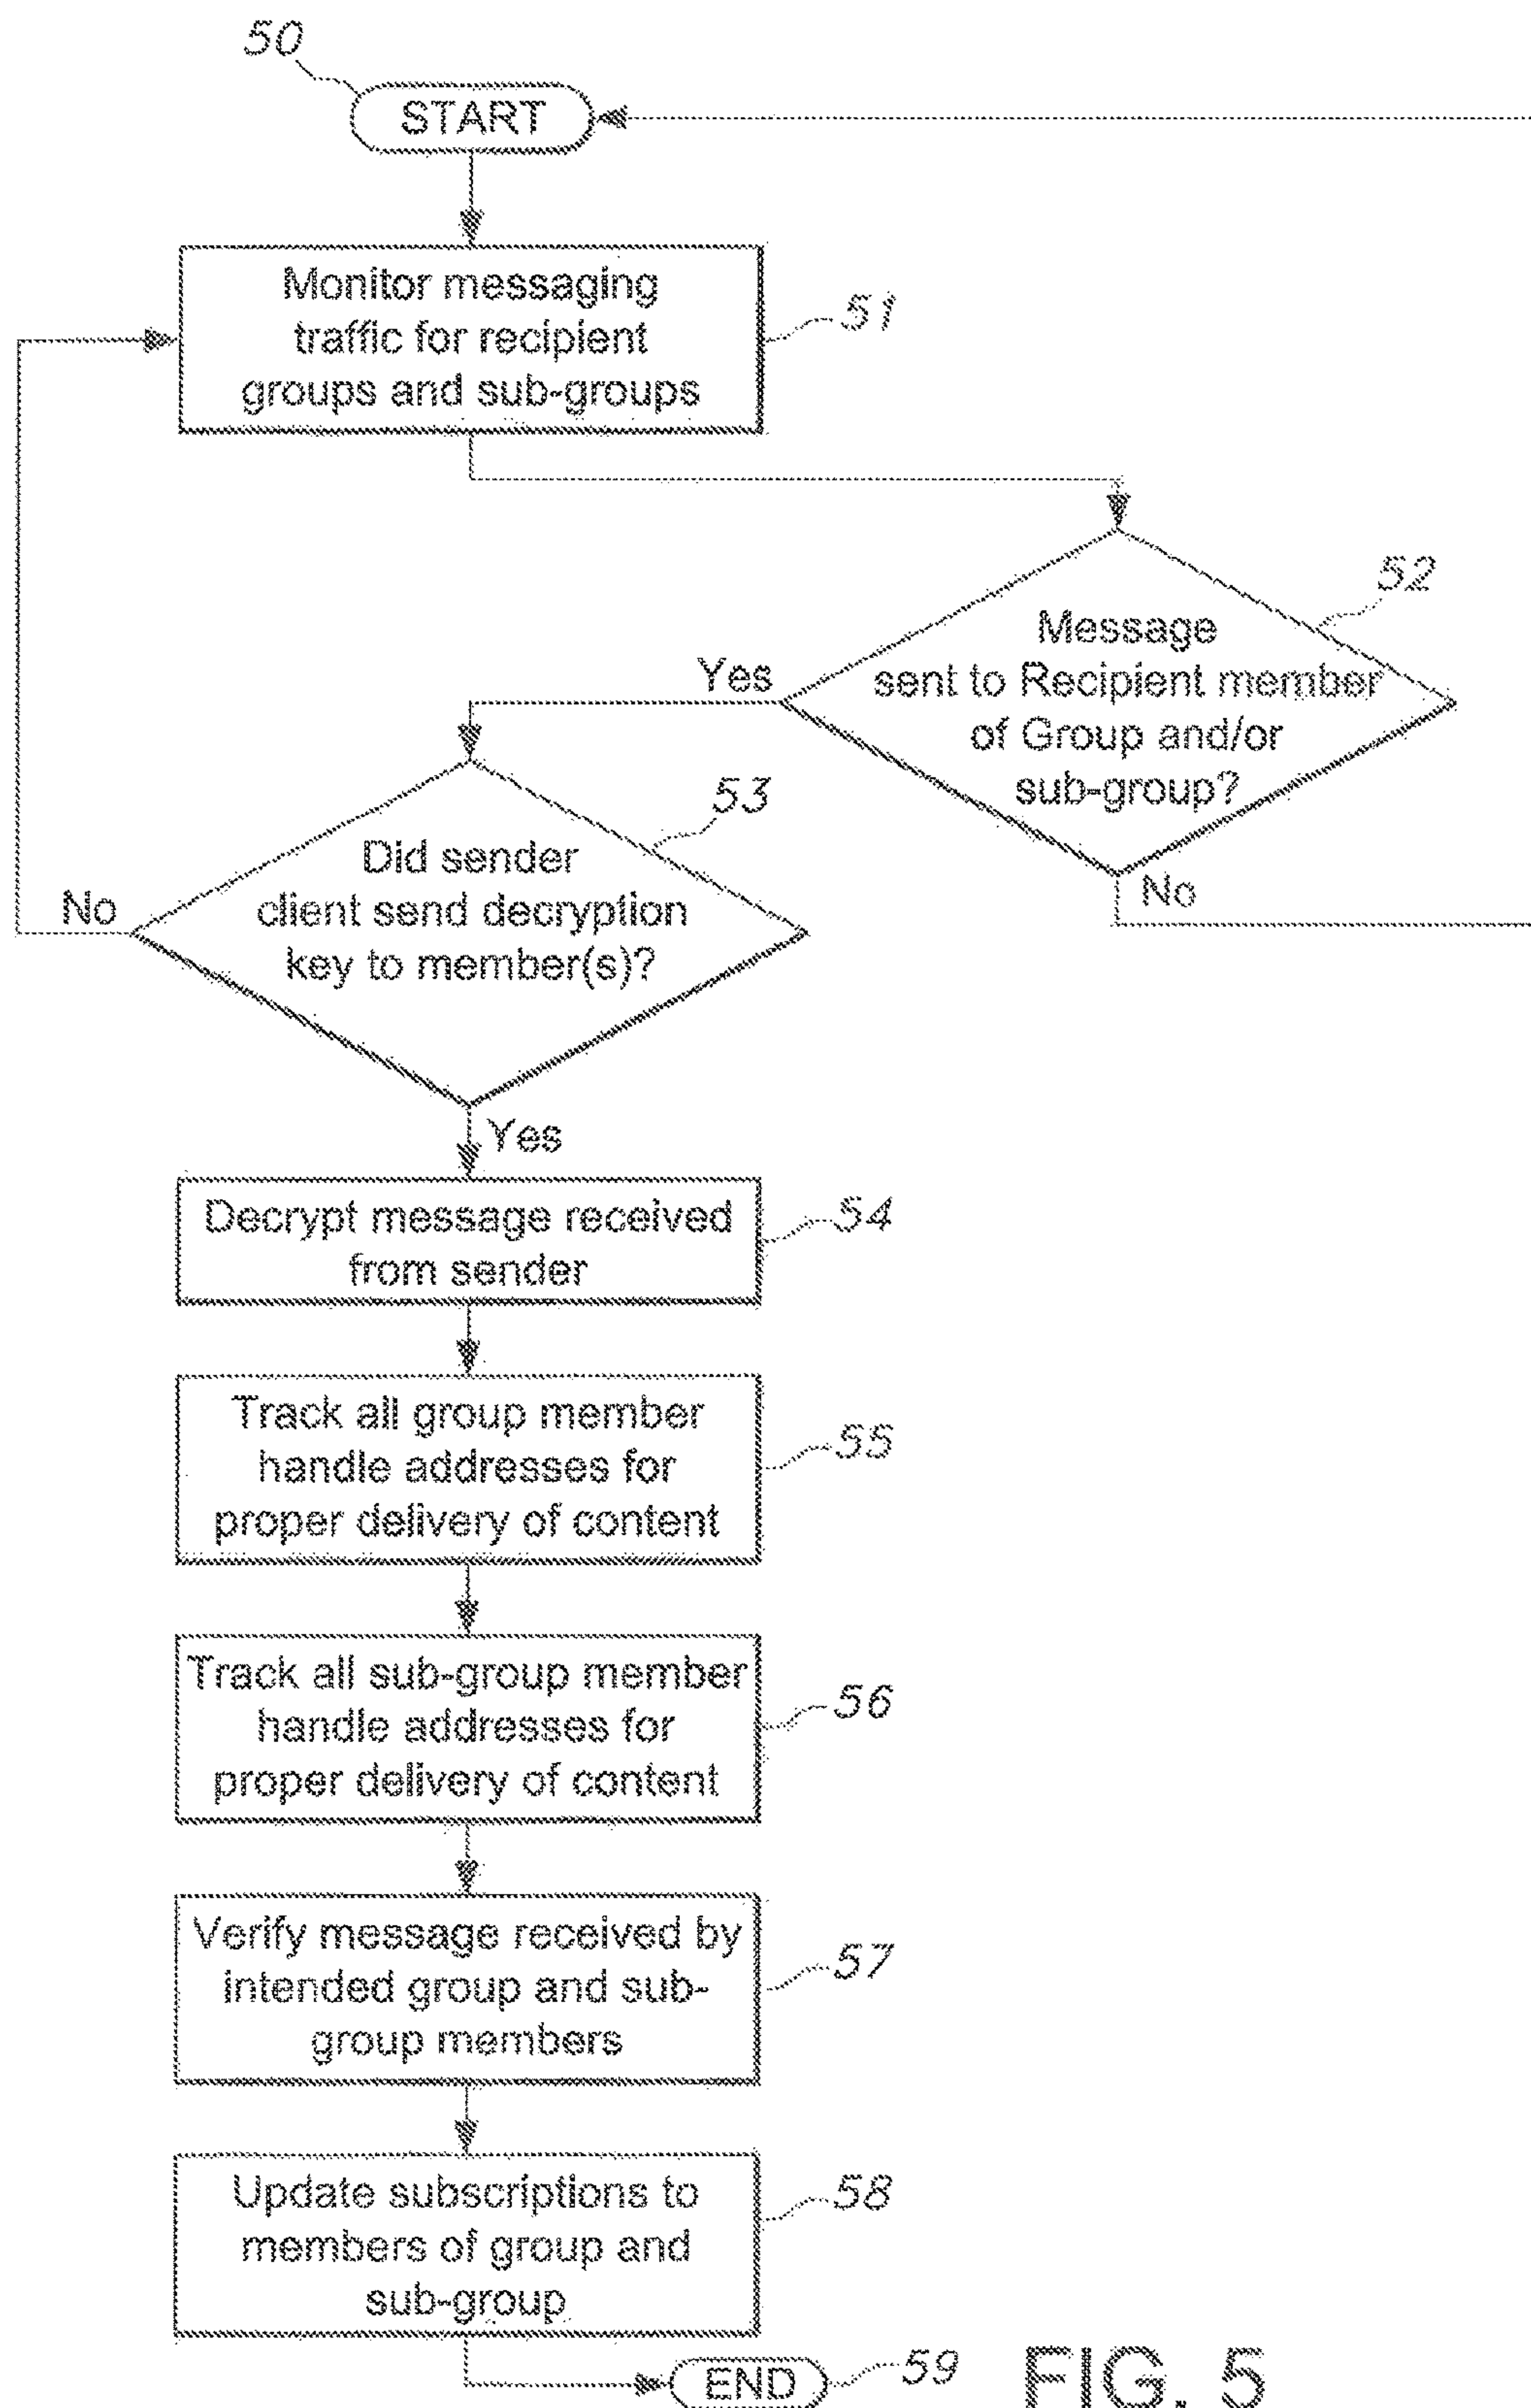 50
START
Monitor messaging
traffic for recipient
groups and sub-groups
51
52
Message
sent to Recipient member
of Group and/or
sub-group?
Yes
No
53
Did sender
client send decryption
key to member(s)?
No
Yes
Decrypt message received
from sender
54
Track all group member
handle addresses for
proper delivery of content
55
Track all sub-group member
handle addresses for
proper delivery of content
56
Verify message received by
intended group and sub-
group members
57
Update subscriptions to
members of group and
sub-group
58
END
59
FIG. 5